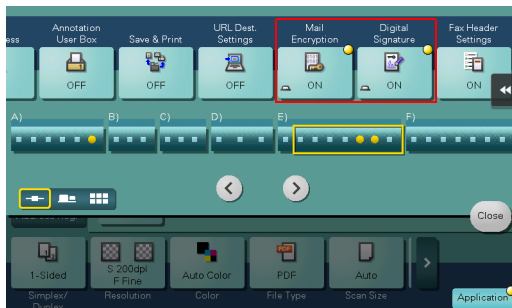 Annotation
User Box
Save & Print
URL Dest.
Settings
Mail
Encryption
Digital
Signature
Fax Header
Settings
ess
OFF
OFF
OFF
ON
ON
ON
A)
B)
C)
D)
E)
F)
Close
1-Sided
S 200dpi
F Fine
Auto Color
PDF
Auto
Simplex/
Duplex
Resolution
Color
File Type
Scan Size
Application